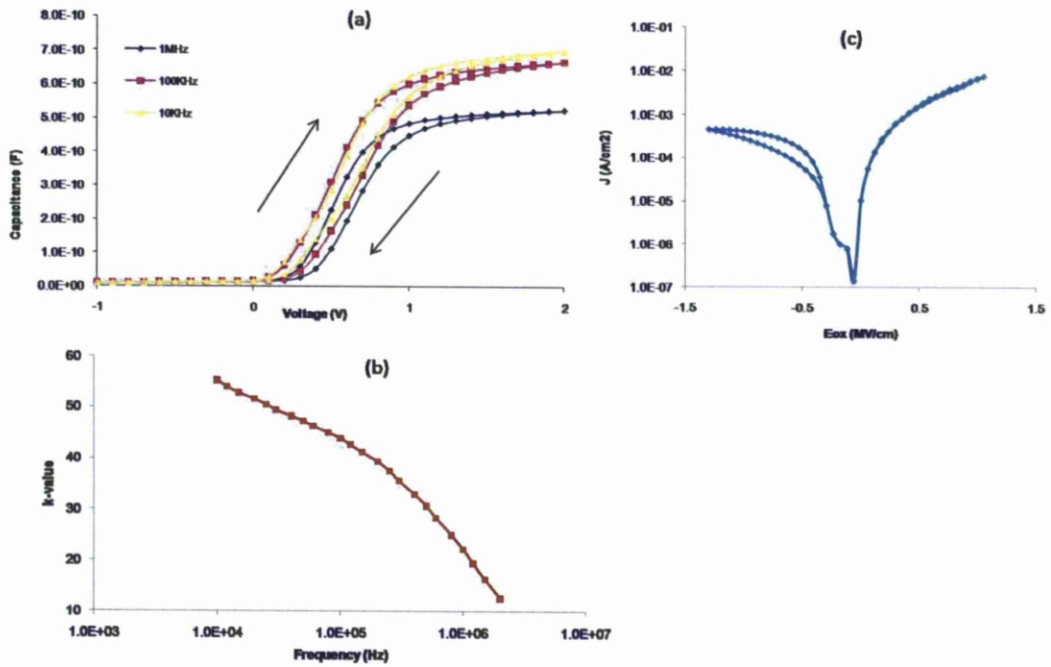 (a)
8.0E-10
7.0E-10
6.0E-10
5.0E-10
4.0E-10
3.0E-10
2.0E-10
1.0E-10
0.0E+00
Capacitance (F)
1MHz
100KHz
10KHz
-1
0
1
2
Voltage (V)
(c)
1.0E-01
1.0E-02
1.0E-03
1.0E-04
1.0E-05
1.0E-06
1.0E-07
J (A/cm2)
-1.5
-0.5
0.5
1.5
Eox (MV/cm)
(b)
60
50
40
30
20
10
k-value
1.0E+03
1.0E+04
1.0E+05
1.0E+06
1.0E+07
Frequency (Hz)